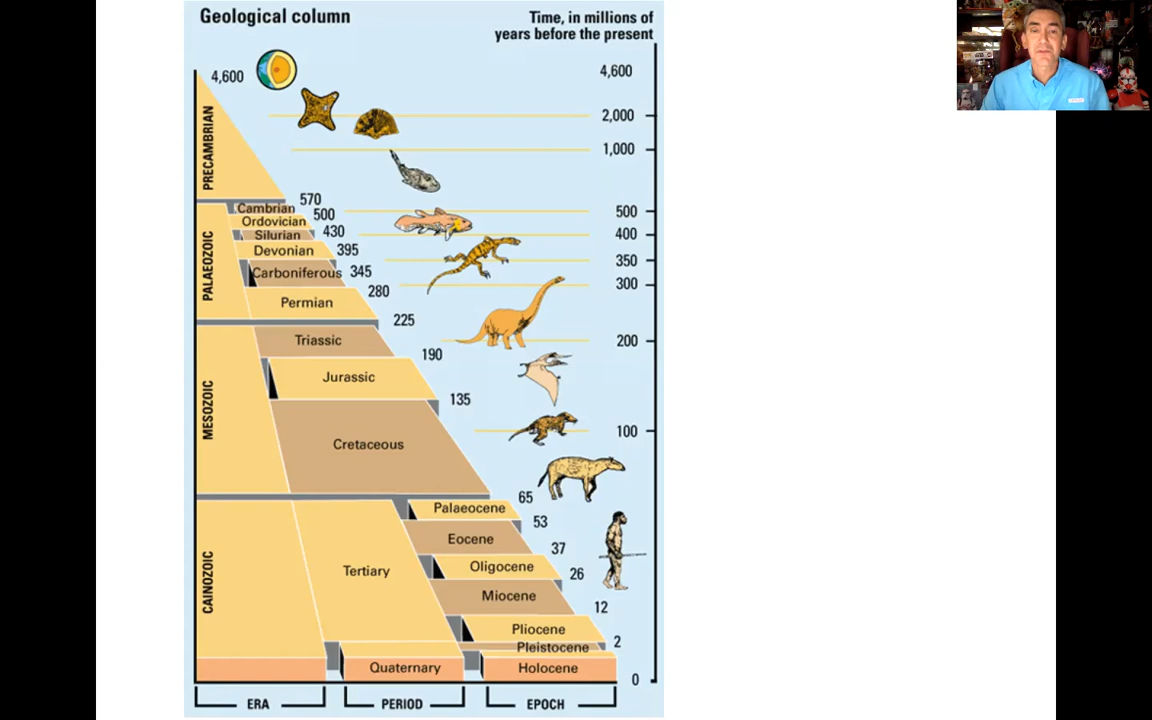 Geological column
Time, in millions of
years before the present
4,600
4,600
2,000
1,000
PRECAMBRIAN
570
Cambrian
500
500
Ordovician
Silurian
430
400
Devonian
395
350
Carboniferous
345
300
PALAEOZOIC
280
Permian
225
Triassic
200
190
Jurassic
135
MESOZOIC
100
Cretaceous
65
Palaeocene
53
Eocene
37
Oligocene
26
Tertiary
CAINOZOIC
Miocene
12
Pliocene
2
Pleistocene
Quaternary
Holocene
0
ERA
PERIOD
EPOCH